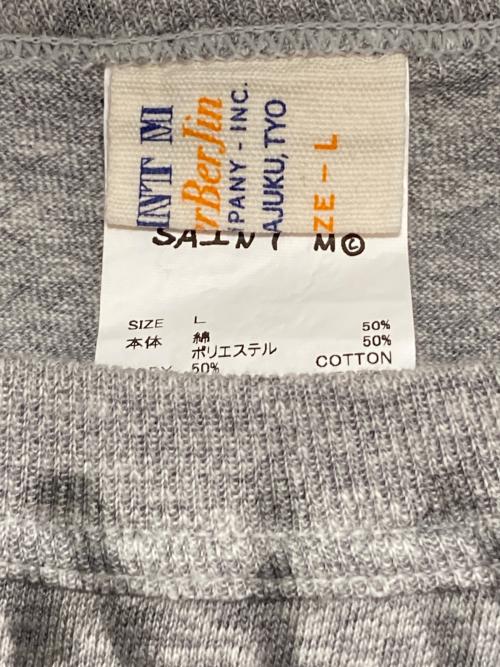 NT M
rBerJin
PANY - INC.
AJUKU, TYO
ZE - L
SAINT M©
SIZE L
本体 綿 50%
ポリエステル 50%
50% COTTON